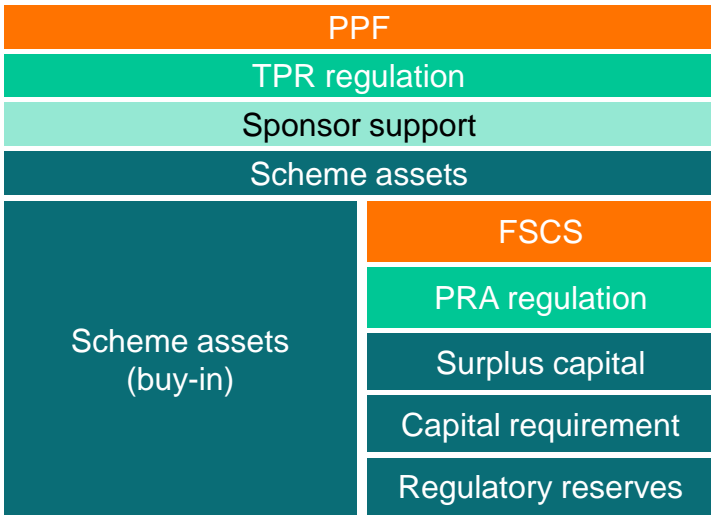 PPF
TPR regulation
Sponsor support
Scheme assets
Scheme assets
(buy-in)
FSCS
PRA regulation
Surplus capital
Capital requirement
Regulatory reserves